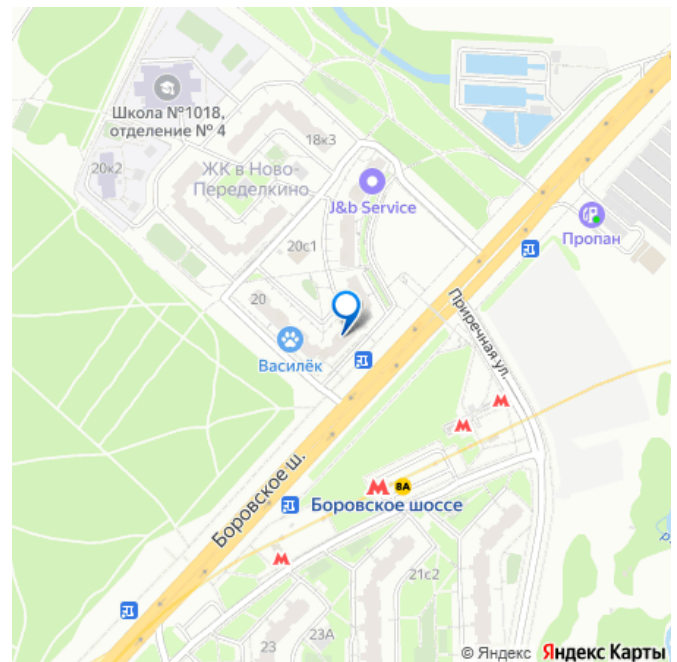 Школа №1018,
отделение № 4
18к3
20к2
ЖК в Ново-
Переделкино
J&b Service
Пропан
20с1
20
Приречная ул.
Василёк
8А
Боровское шоссе
Боровское ш.
21с2
23
23А
© Яндекс Яндекс Карты